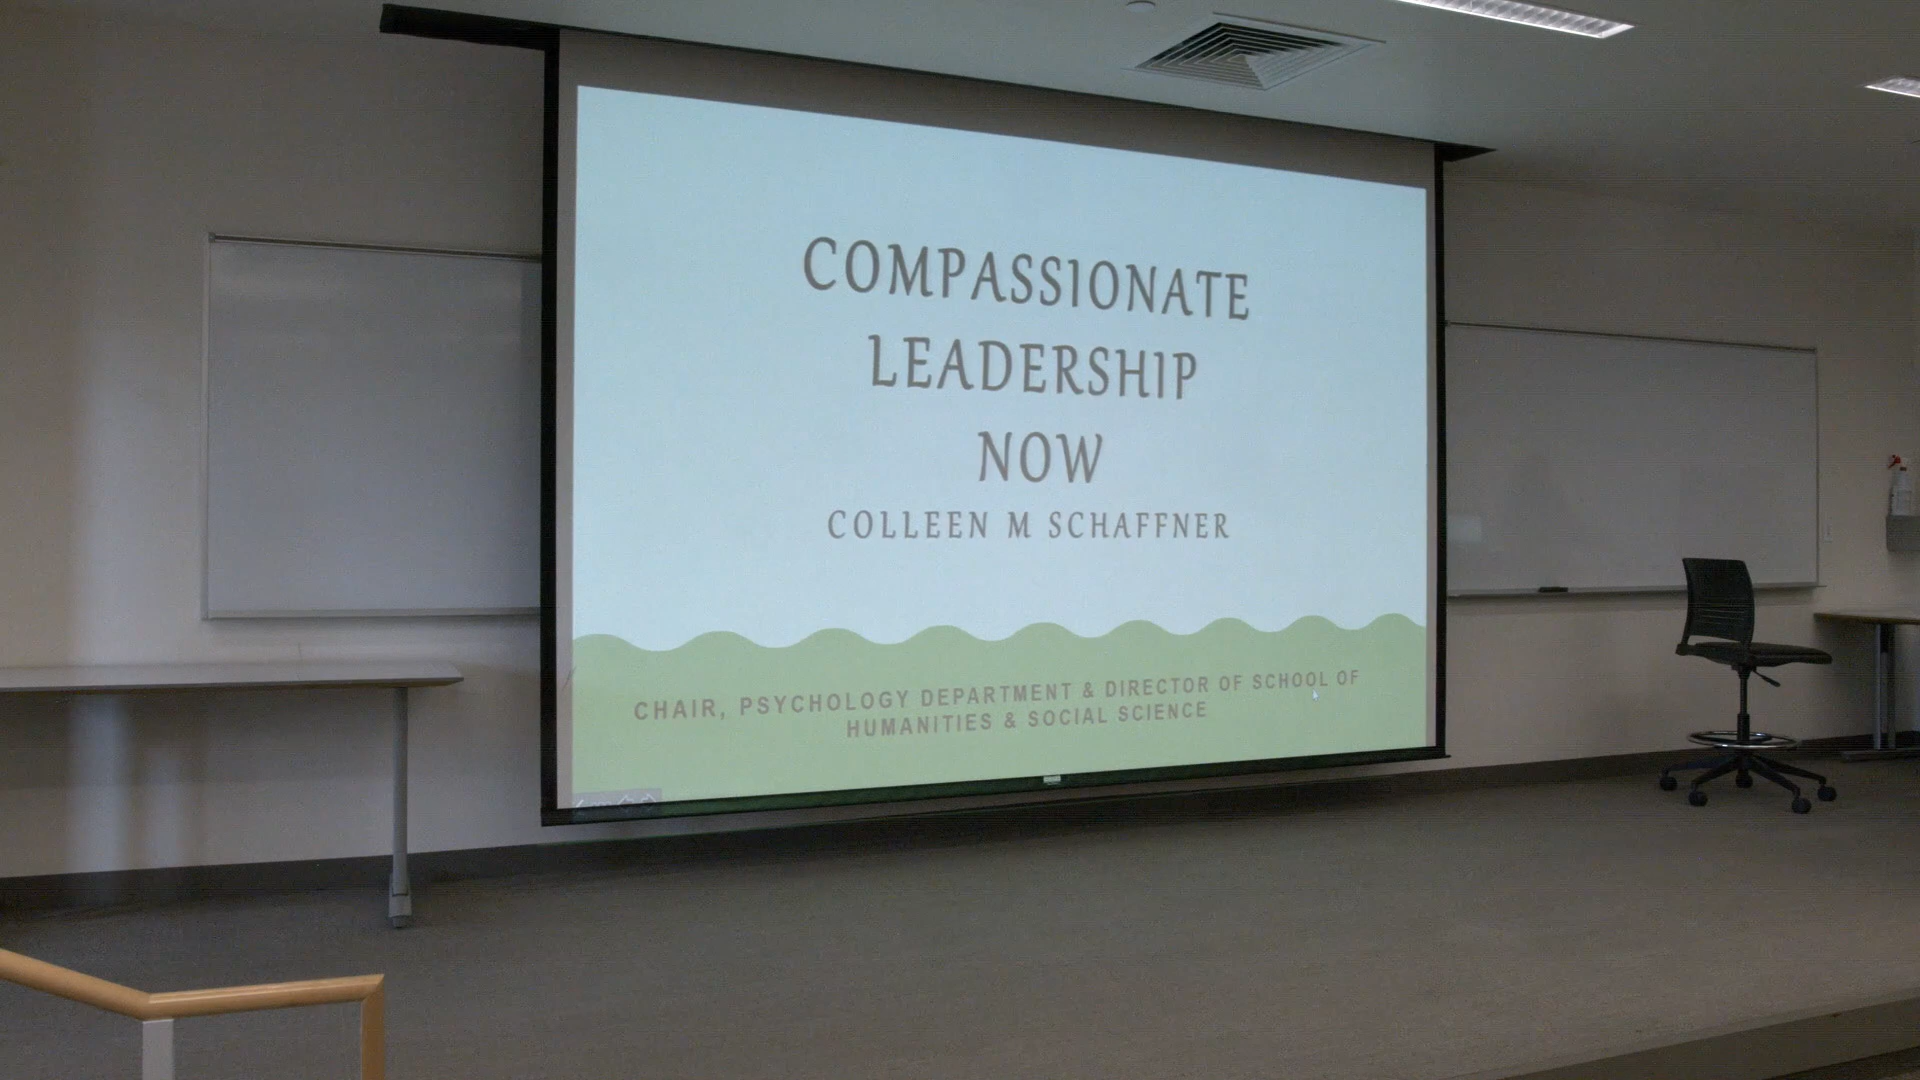 COMPASSIONATE
LEADERSHIP
NOW
COLLEEN M SCHAFFNER
CHAIR, PSYCHOLOGY DEPARTMENT & DIRECTOR OF SCHOOL OF
HUMANITIES & SOCIAL SCIENCE